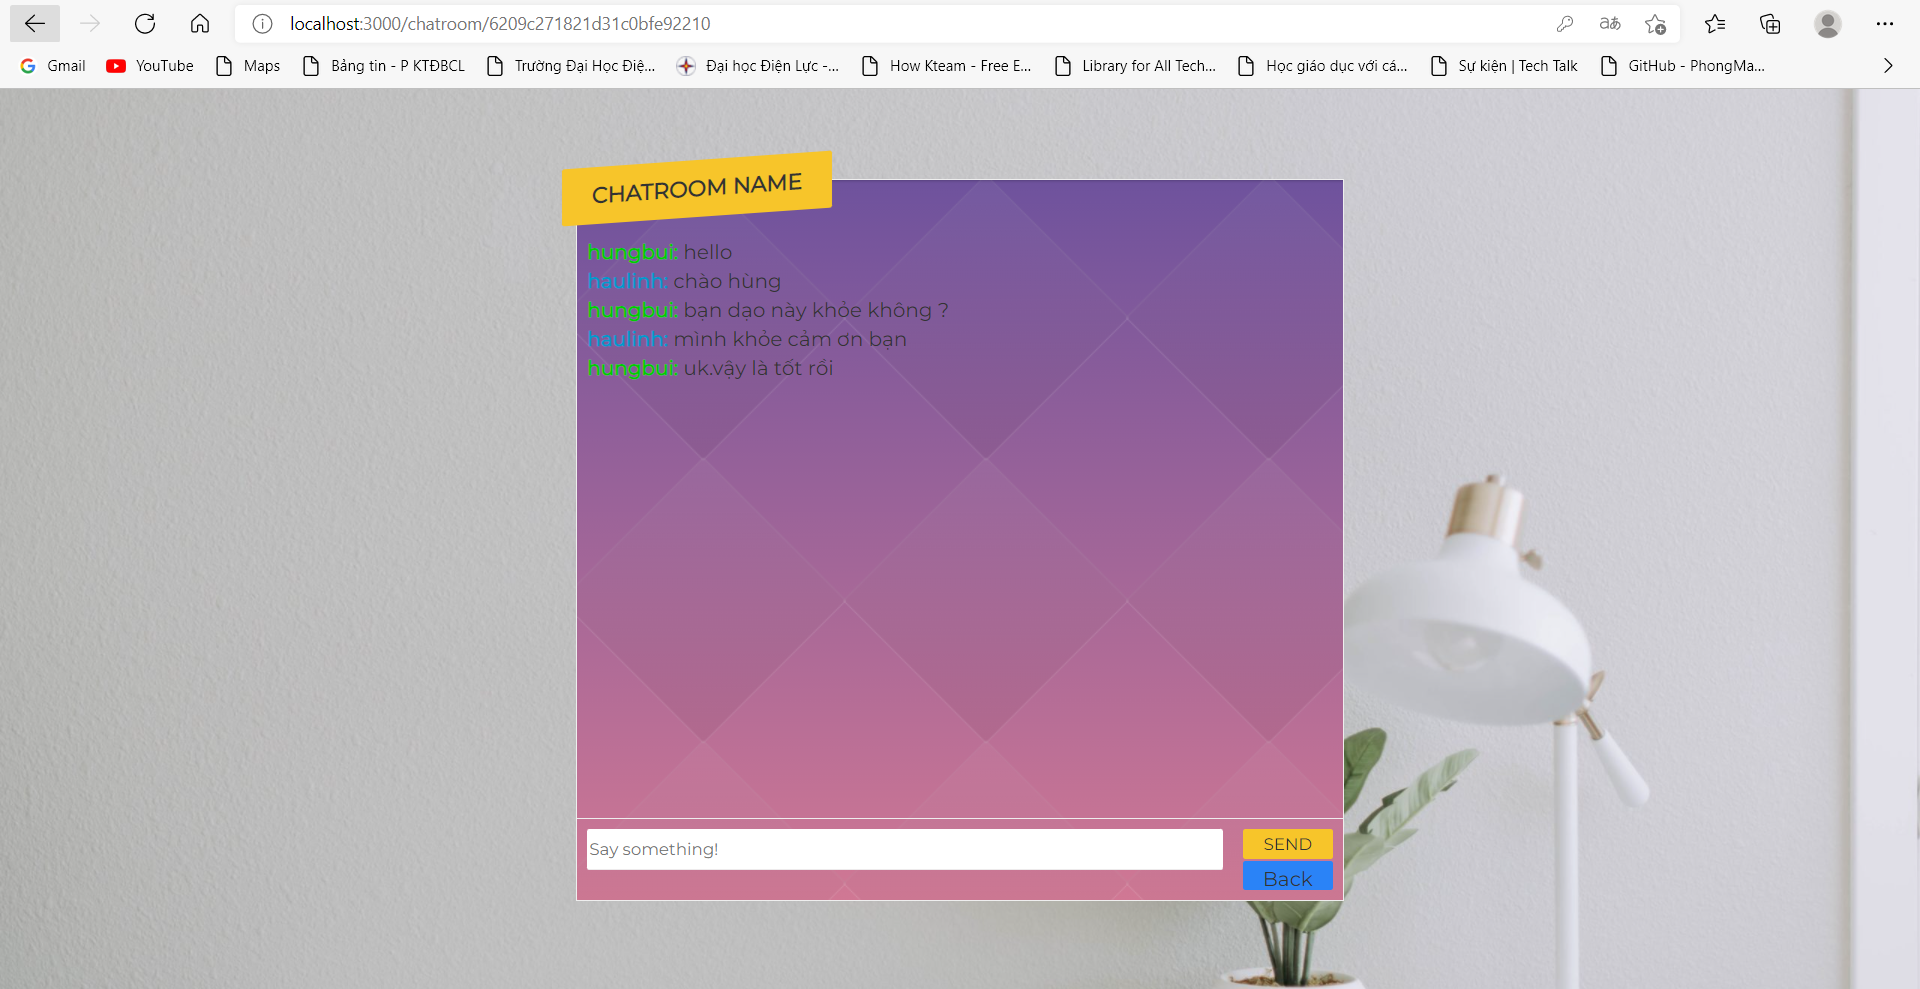 localhost:3000/chatroom/6209c271821d31c0bfe92210 aあ
Gmail YouTube Maps Bảng tin - P KTĐBCL Trường Đại Học Điệ... Đại học Điện Lực -... How Kteam - Free E... Library for All Tech... Học giáo dục với cá... Sự kiện | Tech Talk GitHub - PhongMa...
CHATROOM NAME
hungbui: hello
haulinh: chào hùng
hungbui: bạn dạo này khỏe không ?
haulinh: mình khỏe cảm ơn bạn
hungbui: uk.vậy là tốt rồi
Say something! SEND
Back